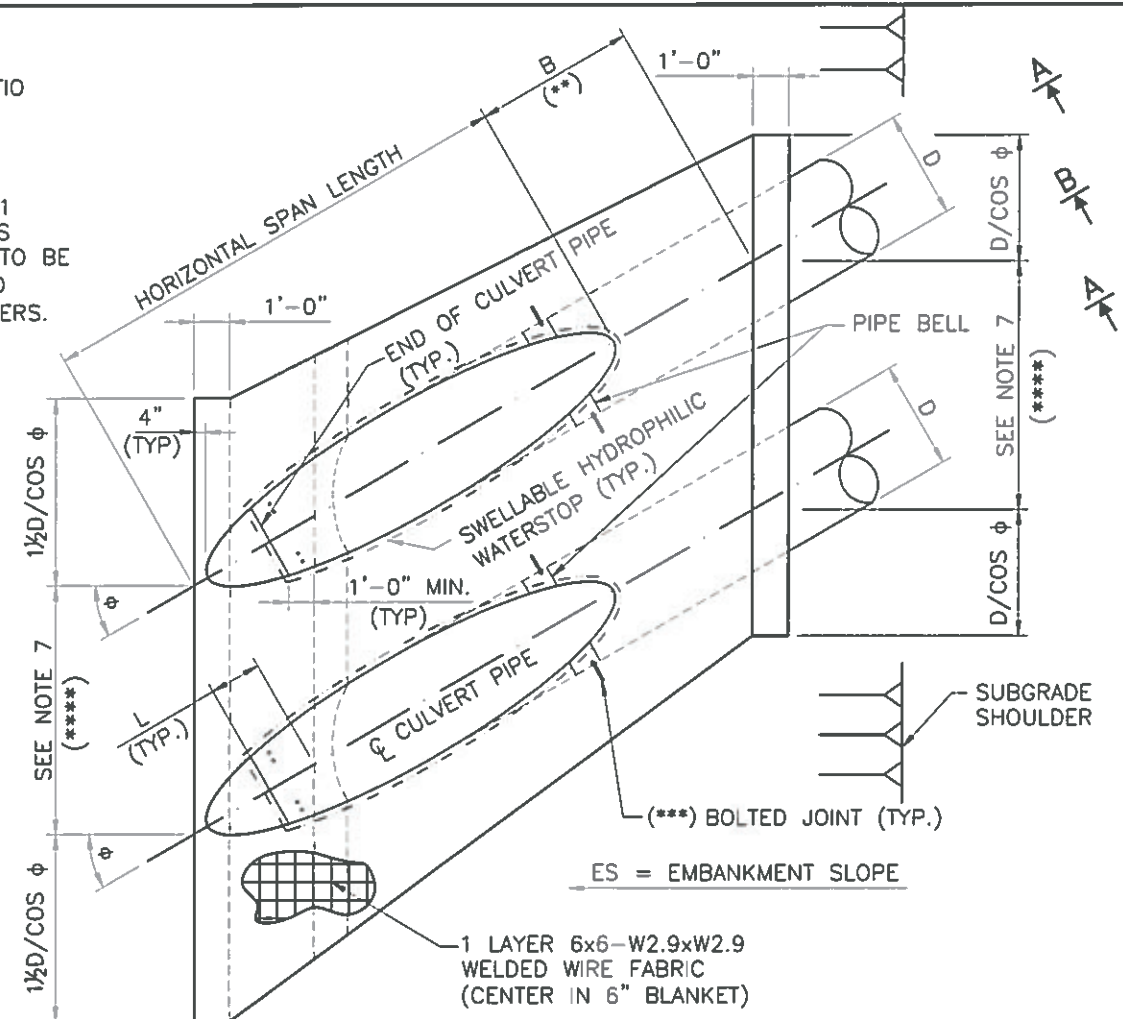 TIO
1
S
TO BE
D
ERS.
HORIZONTAL SPAN LENGTH
B
(**)
1'-0"
A
B
A
D/COS ϕ
D
1'-0"
END OF CULVERT PIPE
(TYP.)
PIPE BELL
SEE NOTE 7
(****)
4"
(TYP)
1½D/COS ϕ
SWELLABLE HYDROPHILIC
WATERSTOP (TYP.)
D
ϕ
1'-0" MIN.
(TYP)
D/COS ϕ
SEE NOTE 7
(****)
L
(TYP.)
℄ CULVERT PIPE
SUBGRADE
SHOULDER
(***) BOLTED JOINT (TYP.)
ϕ
ES = EMBANKMENT SLOPE
1½D/COS ϕ
1 LAYER 6x6-W2.9xW2.9
WELDED WIRE FABRIC
(CENTER IN 6" BLANKET)